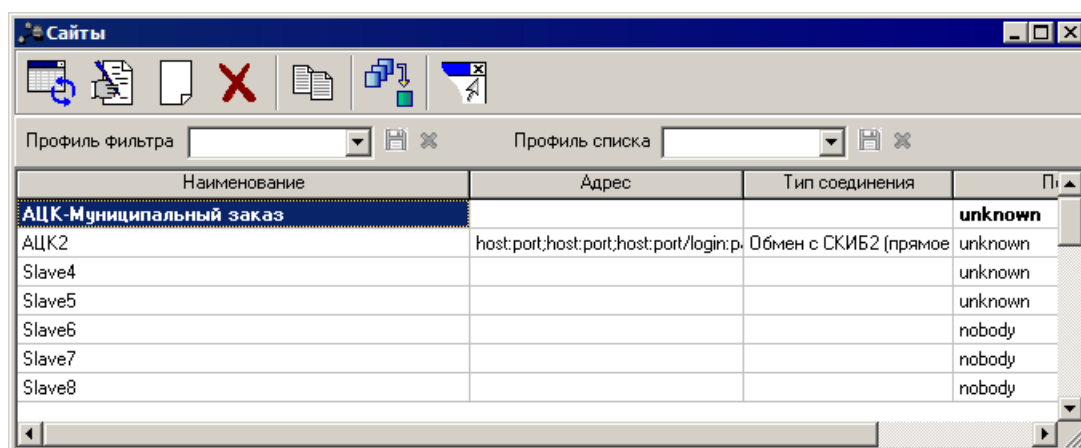 Сайты
Профиль фильтра Профиль списка
Наименование Адрес Тип соединения
АЦК-Муниципальный заказ unknown
АЦК2 host:port;host:port;host:port/login:p Обмен с СКИБ2 (прямое unknown
Slave4 unknown
Slave5 unknown
Slave6 nobody
Slave7 nobody
Slave8 nobody